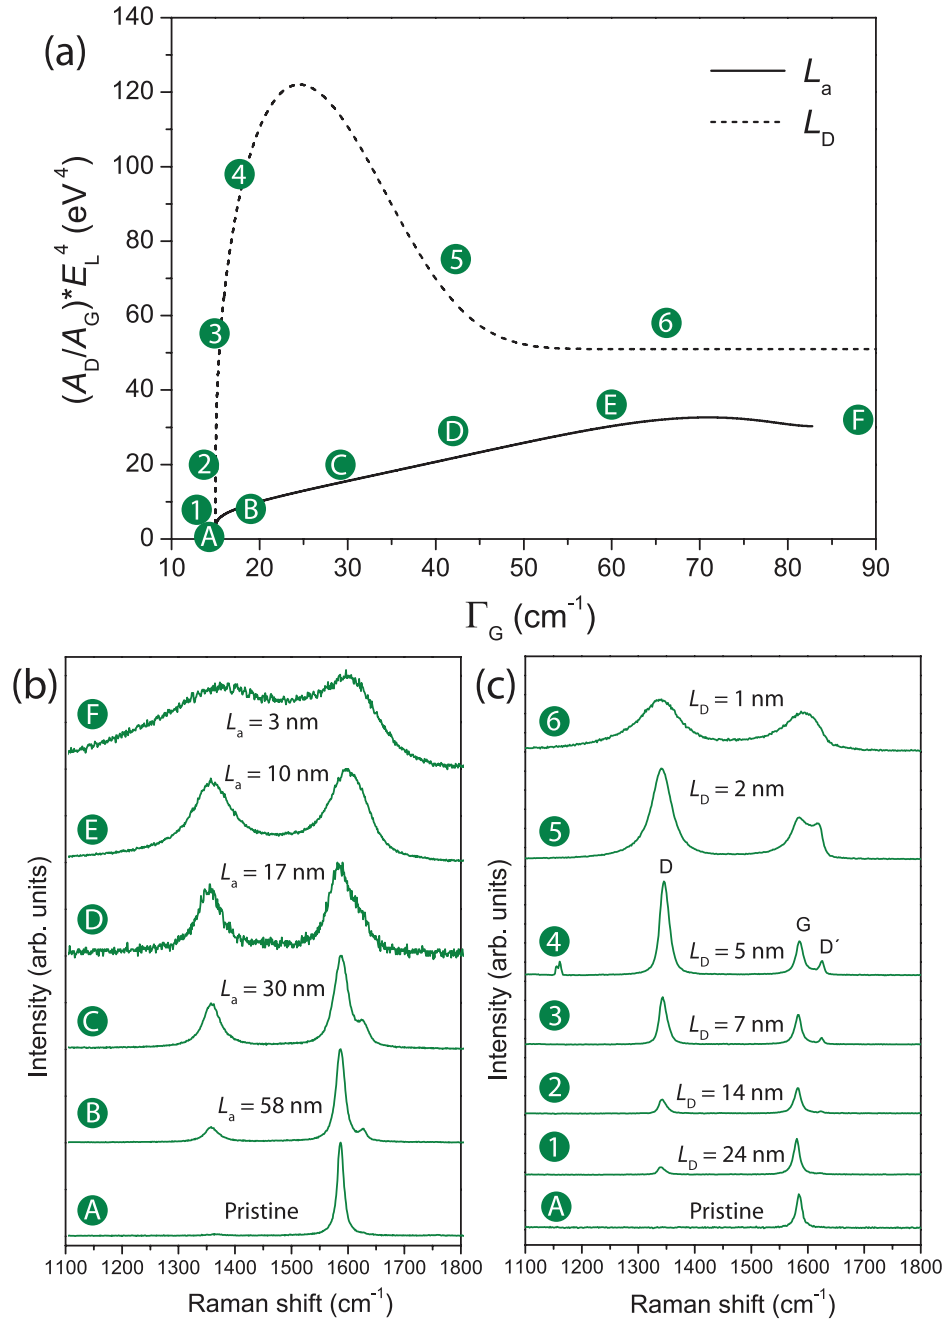 (a)
140
120
100
80
60
40
20
0
(A_D/A_G)*E_L^4 (eV^4)
L_a
L_D
4
3
2
1
A
B
C
D
E
F
5
6
10 20 30 40 50 60 70 80 90
Γ_G (cm^-1)
(b)
Intensity (arb. units)
F
L_a = 3 nm
E
L_a = 10 nm
D
L_a = 17 nm
C
L_a = 30 nm
B
L_a = 58 nm
A
Pristine
1100 1200 1300 1400 1500 1600 1700 1800
Raman shift (cm^-1)
(c)
Intensity (arb. units)
6
L_D = 1 nm
5
L_D = 2 nm
D
G
D´
4
L_D = 5 nm
3
L_D = 7 nm
2
L_D = 14 nm
1
L_D = 24 nm
A
Pristine
1100 1200 1300 1400 1500 1600 1700 1800
Raman shift (cm^-1)